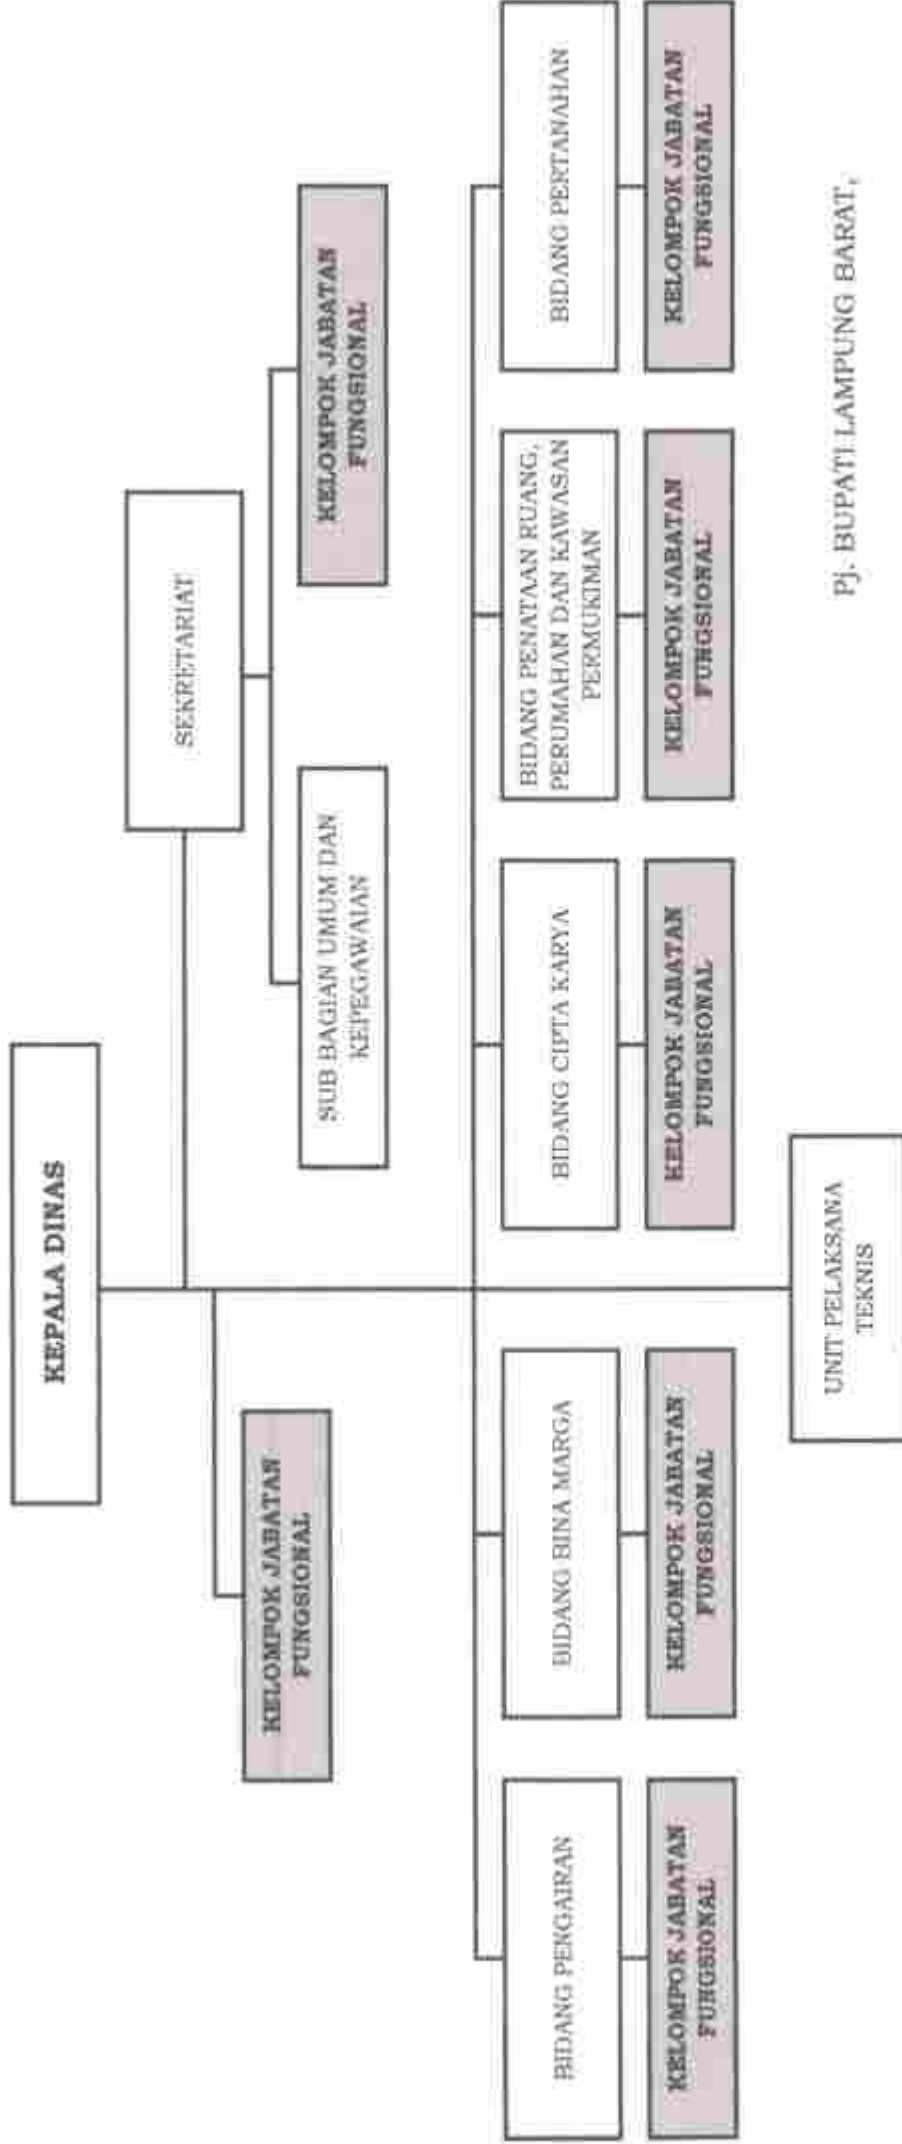 KEPALA DINAS
SEKRETARIAT
KELOMPOK JABATAN
FUNGSIONAL
SUB BAGIAN UMUM DAN
KEPEGAWAIAN
KELOMPOK JABATAN
FUNGSIONAL
BIDANG PENGAIRAN
BIDANG BINA MARGA
BIDANG CIPTA KARYA
BIDANG PENATAAN RUANG,
PERUMAHAN DAN KAWASAN
PERMUKIMAN
BIDANG PERTANAHAN
KELOMPOK JABATAN
FUNGSIONAL
KELOMPOK JABATAN
FUNGSIONAL
KELOMPOK JABATAN
FUNGSIONAL
KELOMPOK JABATAN
FUNGSIONAL
KELOMPOK JABATAN
FUNGSIONAL
UNIT PELAKSANA
TEKNIS
Pj. BUPATI LAMPUNG BARAT,